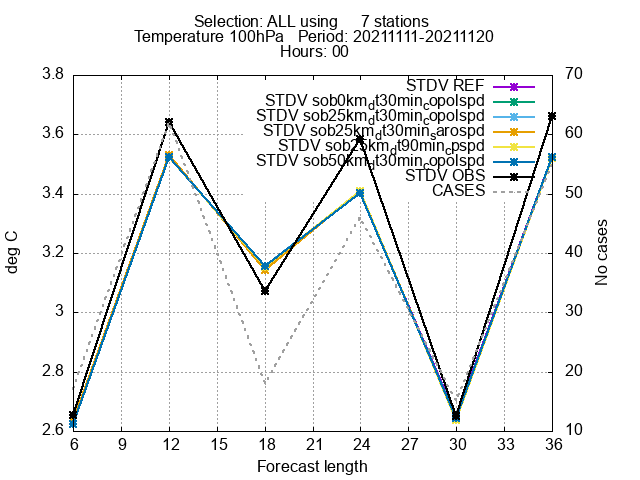 Selection: ALL using 7 stations
Temperature 100hPa Period: 20211111-20211120
Hours: 00
STDV REF
STDV sob0km_dt30min_copolspd
STDV sob25km_dt30min_copolspd
STDV sob25km_dt30min_sarospd
STDV sob25km_dt90min_cpspd
STDV sob50km_dt30min_copolspd
STDV OBS
CASES
3.8
3.6
3.4
3.2
3
2.8
2.6
deg C
70
60
50
40
30
20
10
No cases
6 9 12 15 18 21 24 27 30 33 36
Forecast length